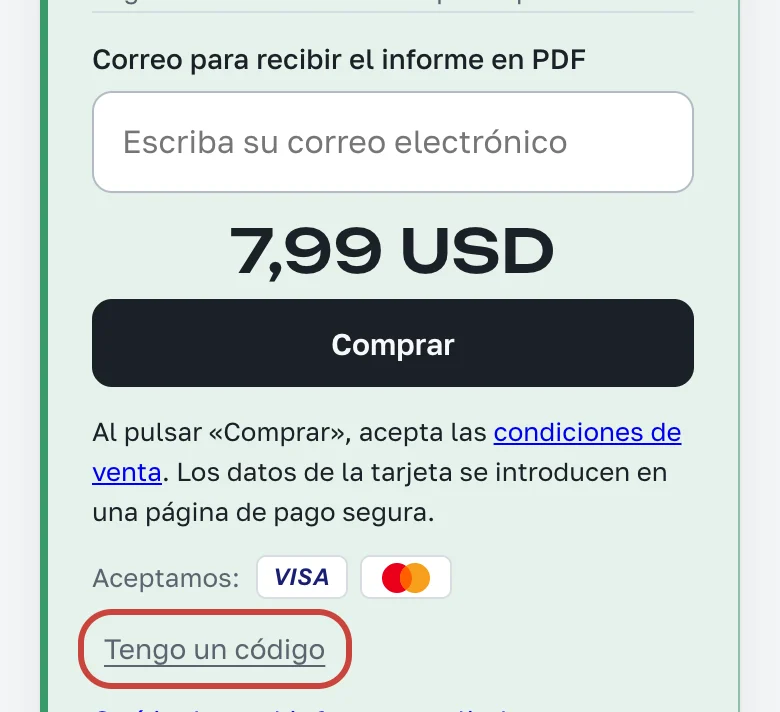 Correo para recibir el informe en PDF
Escriba su correo electrónico
7,99 USD
Comprar
Al pulsar «Comprar», acepta las condiciones de
venta. Los datos de la tarjeta se introducen en
una página de pago segura.
Aceptamos: VISA
Tengo un código